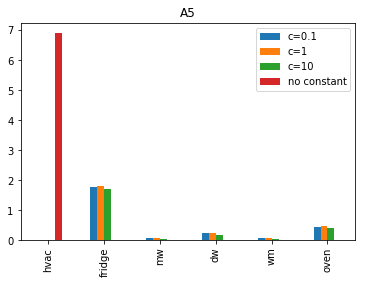 A5
c=0.1
c=1
c=10
no constant
7
6
5
4
3
2
1
0
hvac
fridge
mw
dw
wm
oven